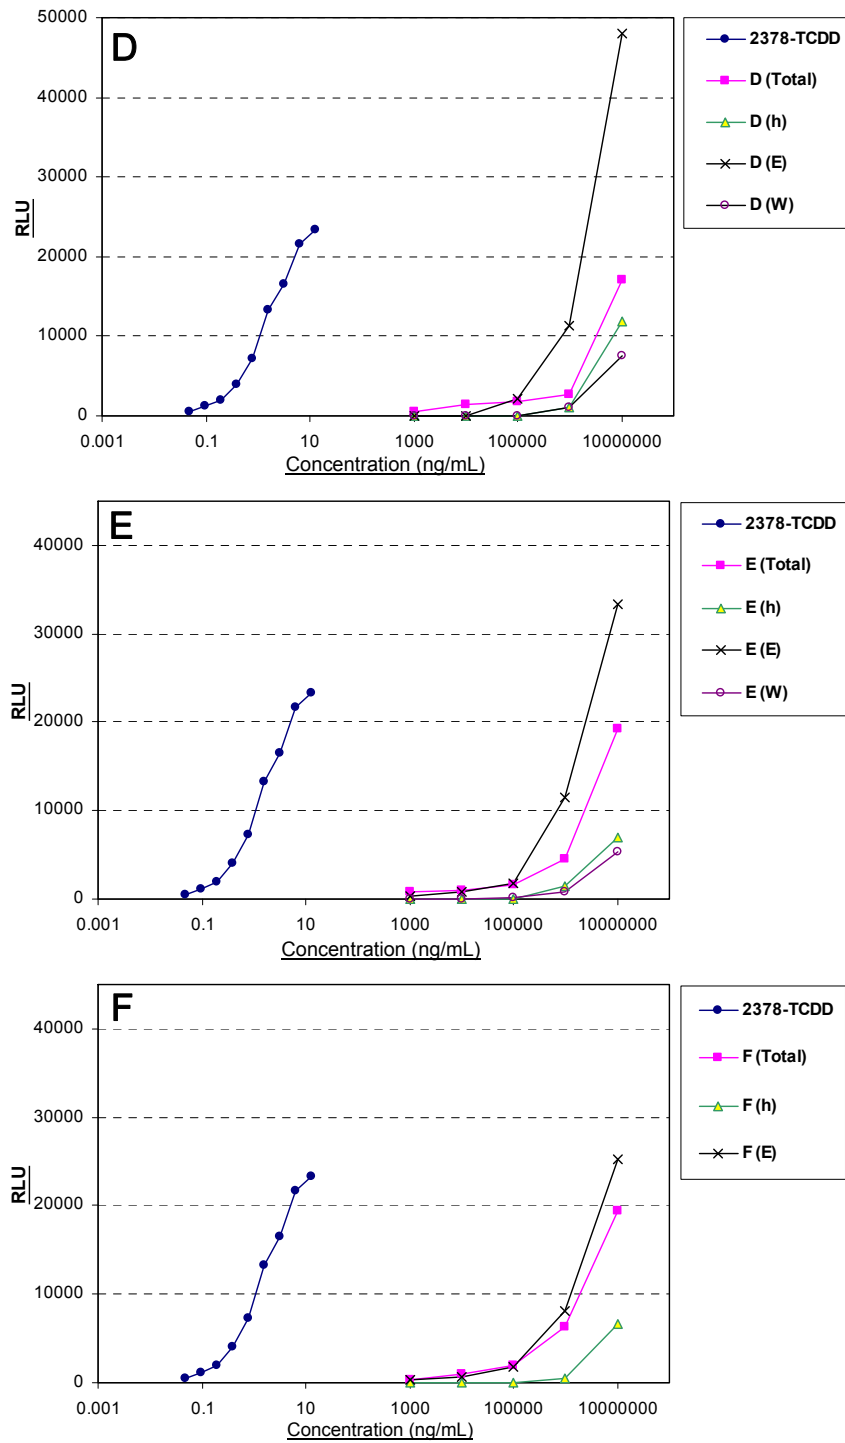 D
50000
40000
30000
20000
10000
0
RLU
0.001 0.1 10 1000 100000 10000000
Concentration (ng/mL)
2378-TCDD
D (Total)
D (h)
D (E)
D (W)
E
40000
30000
20000
10000
0
RLU
0.001 0.1 10 1000 100000 10000000
Concentration (ng/mL)
2378-TCDD
E (Total)
E (h)
E (E)
E (W)
F
40000
30000
20000
10000
0
RLU
0.001 0.1 10 1000 100000 10000000
Concentration (ng/mL)
2378-TCDD
F (Total)
F (h)
F (E)